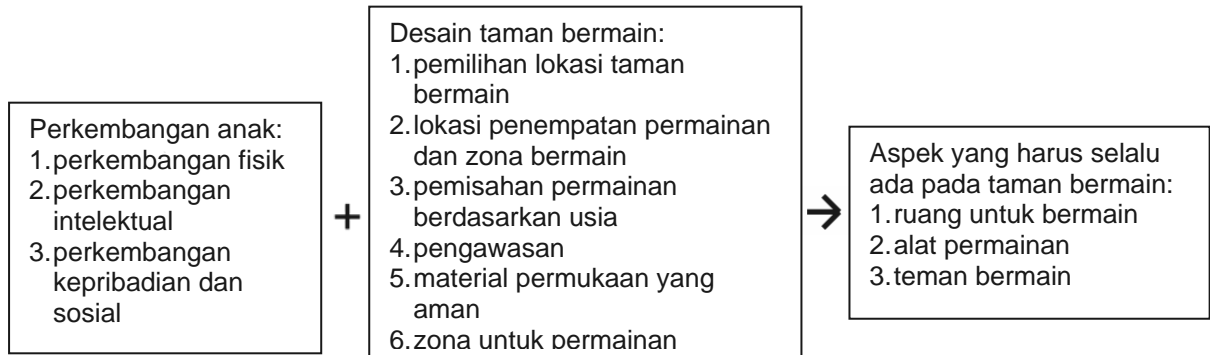 Perkembangan anak:
1.perkembangan fisik
2.perkembangan
intelektual
3.perkembangan
kepribadian dan
sosial
+
Desain taman bermain:
1.pemilihan lokasi taman
bermain
2.lokasi penempatan permainan
dan zona bermain
3.pemisahan permainan
berdasarkan usia
4.pengawasan
5.material permukaan yang
aman
6.zona untuk permainan
→
Aspek yang harus selalu
ada pada taman bermain:
1.ruang untuk bermain
2.alat permainan
3.teman bermain